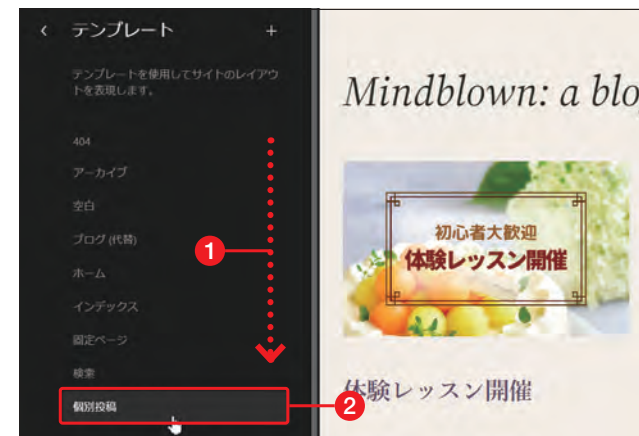 テンプレート
テンプレートを使用してサイトのレイアウ
トを表現します。
404
アーカイブ
空白
ブログ (代替)
ホーム
インデックス
固定ページ
検索
個別投稿
1
2
Mindblown: a blo
初心者大歓迎
体験レッスン開催
体験レッスン開催